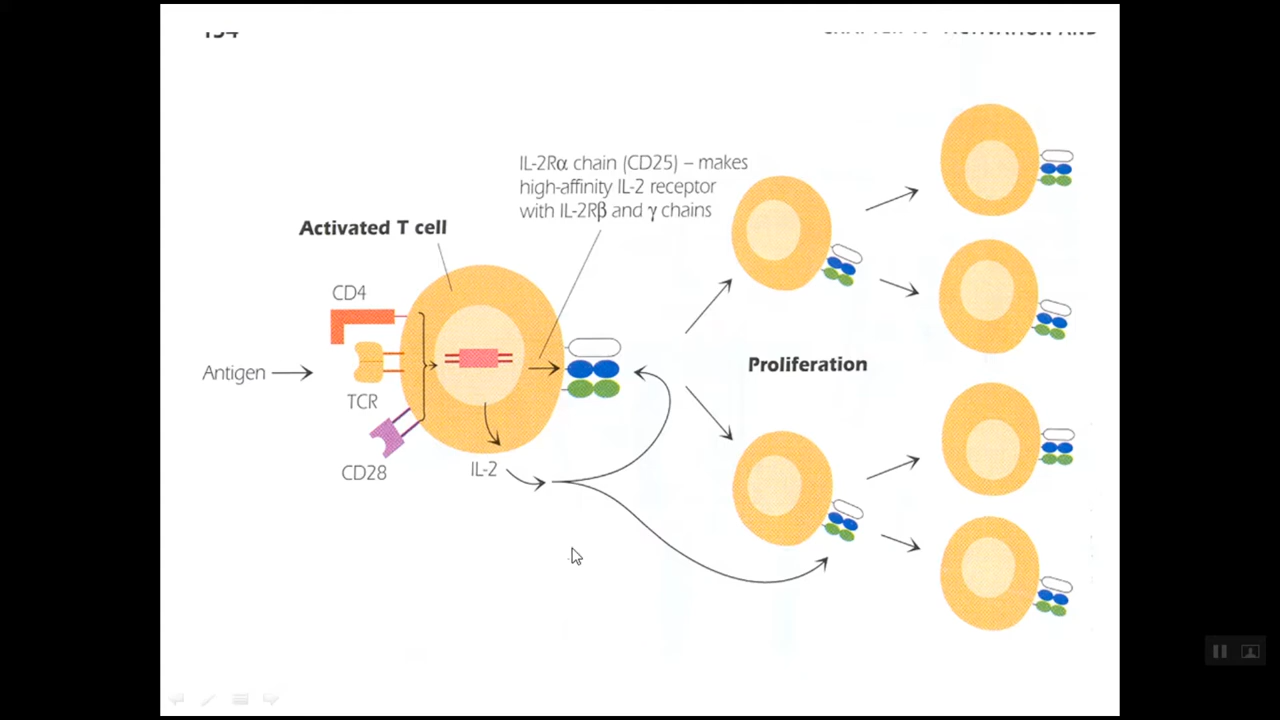 IL-2Rα chain (CD25) – makes
high-affinity IL-2 receptor
with IL-2Rβ and γ chains
Activated T cell
CD4
Antigen
TCR
CD28
IL-2
Proliferation